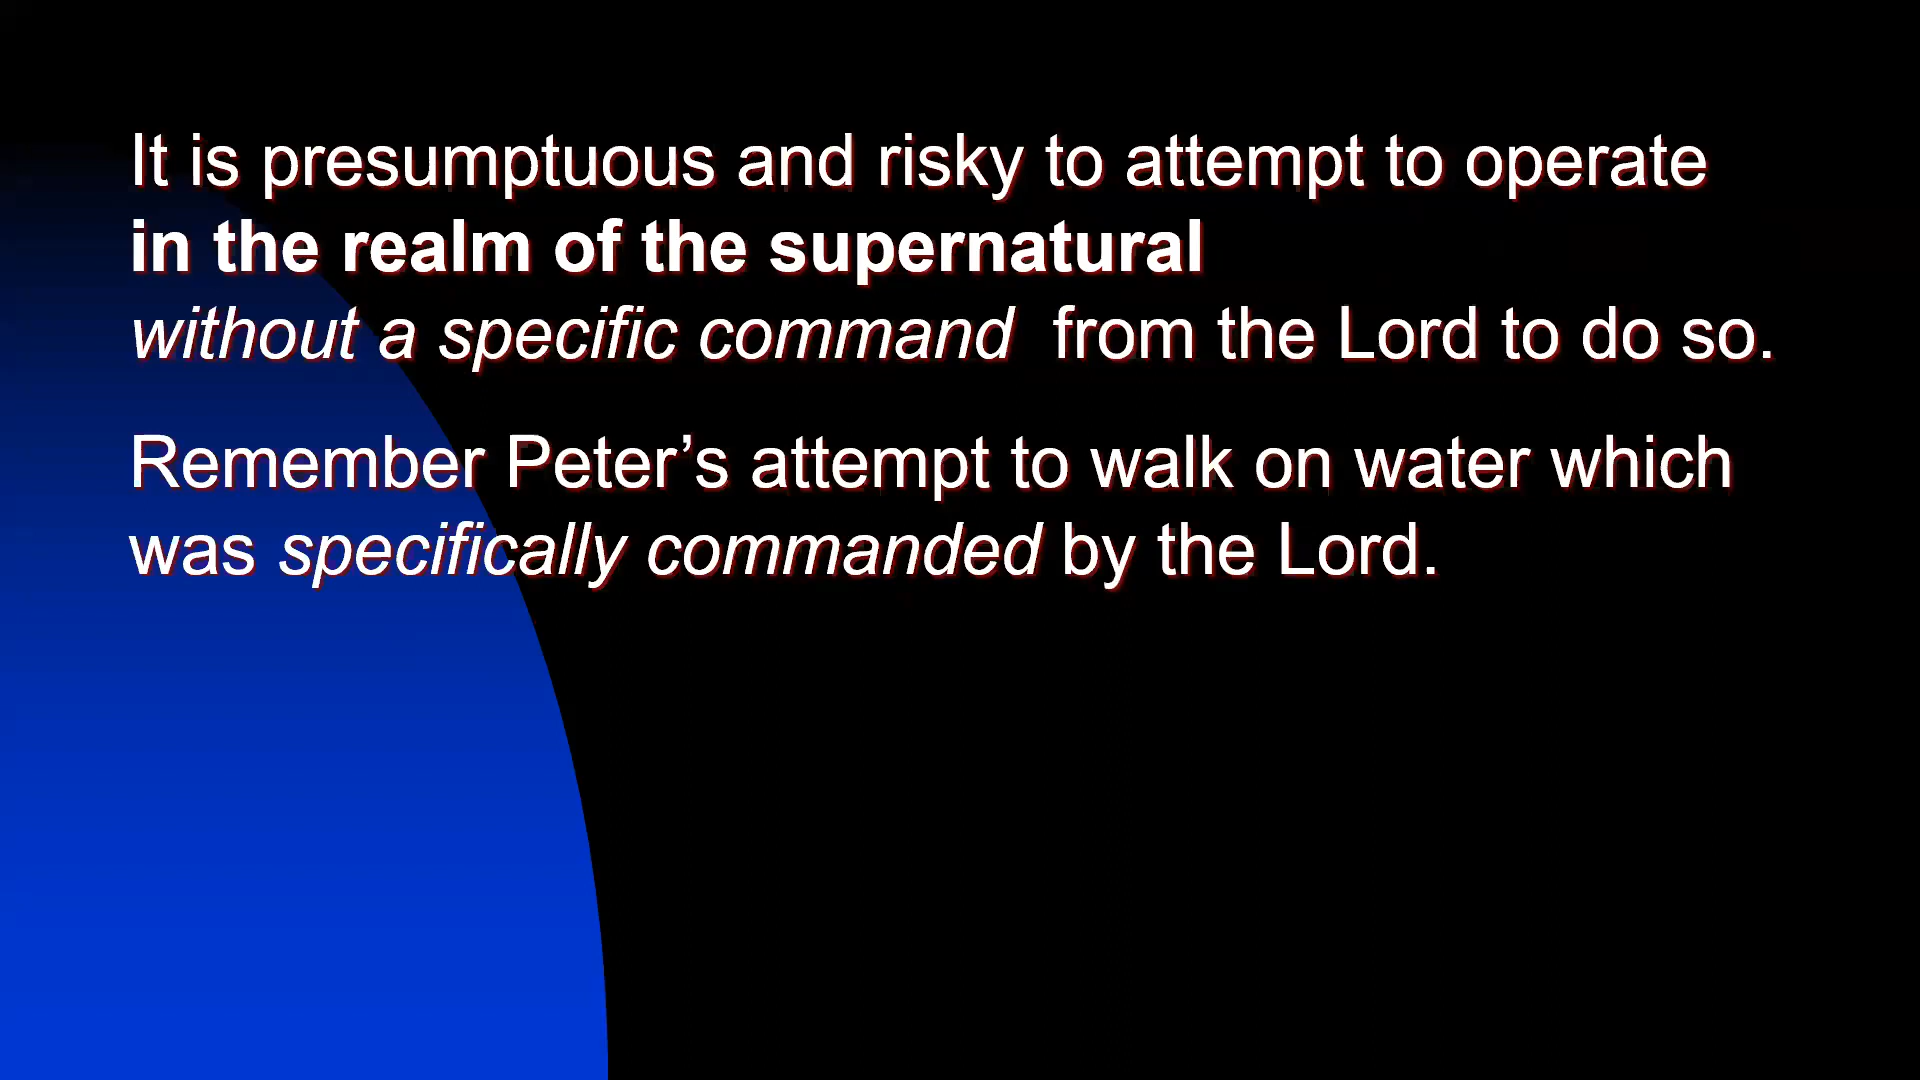 It is presumptuous and risky to attempt to operate
in the realm of the supernatural
without a specific command from the Lord to do so.
Remember Peter’s attempt to walk on water which
was specifically commanded by the Lord.